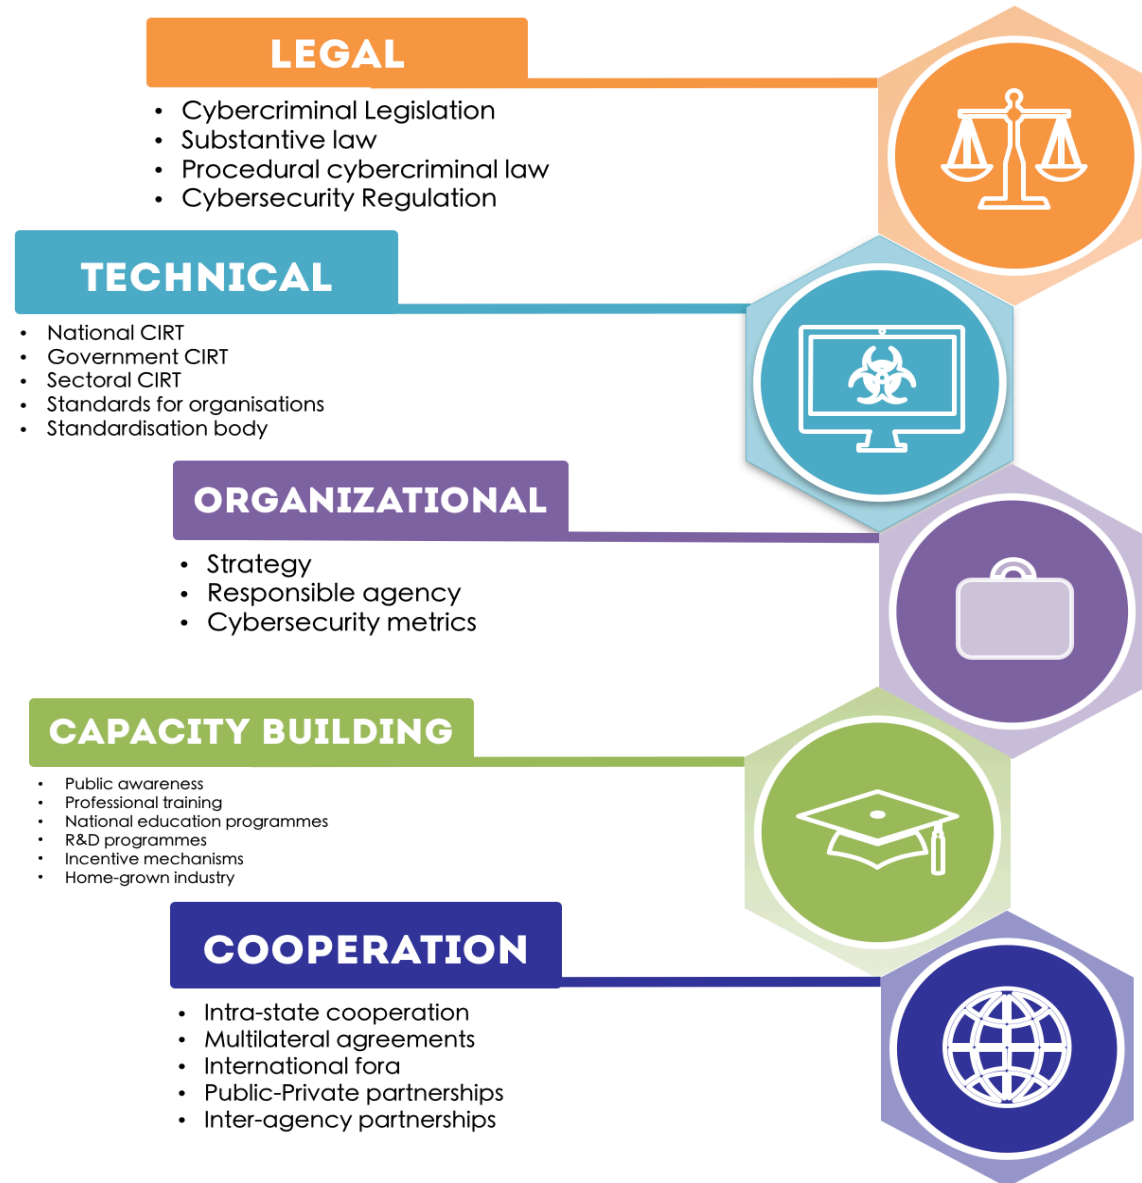 LEGAL
• Cybercriminal Legislation
• Substantive law
• Procedural cybercriminal law
• Cybersecurity Regulation
TECHNICAL
• National CIRT
• Government CIRT
• Sectoral CIRT
• Standards for organisations
• Standardisation body
ORGANIZATIONAL
• Strategy
• Responsible agency
• Cybersecurity metrics
CAPACITY BUILDING
• Public awareness
• Professional training
• National education programmes
• R&D programmes
• Incentive mechanisms
• Home-grown industry
COOPERATION
• Intra-state cooperation
• Multilateral agreements
• International fora
• Public-Private partnerships
• Inter-agency partnerships